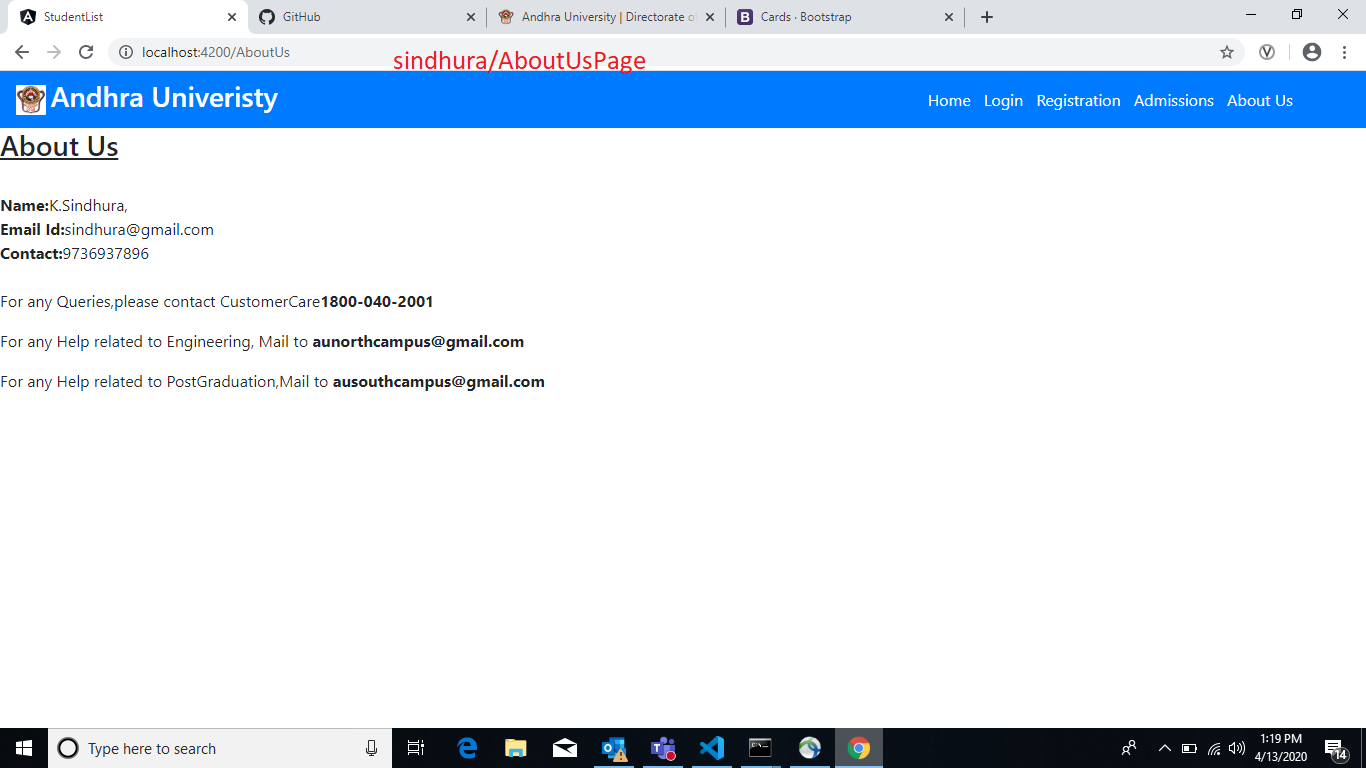 StudentList
GitHub
Andhra University | Directorate o
Cards · Bootstrap
localhost:4200/AboutUs
sindhura/AboutUsPage
Andhra Univeristy
Home Login Registration Admissions About Us
About Us
Name:K.Sindhura,
Email Id:sindhura@gmail.com
Contact:9736937896
For any Queries,please contact CustomerCare1800-040-2001
For any Help related to Engineering, Mail to aunorthcampus@gmail.com
For any Help related to PostGraduation,Mail to ausouthcampus@gmail.com
Type here to search
1:19 PM
4/13/2020
14